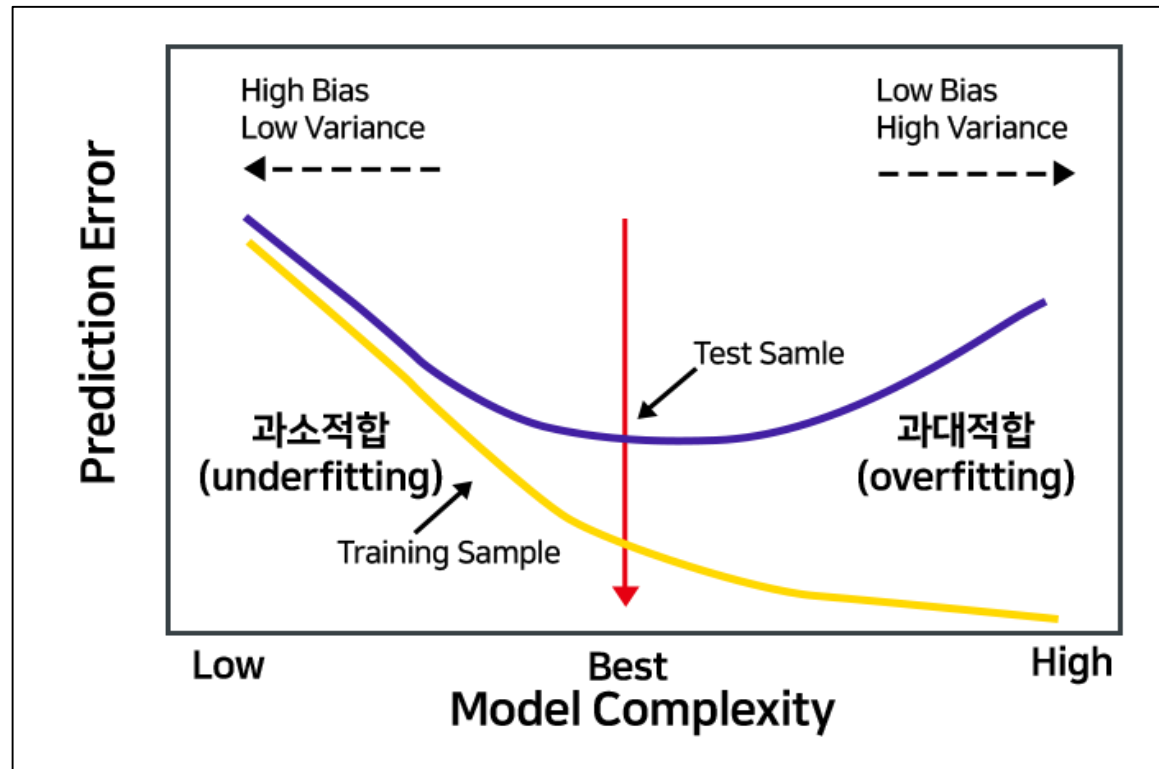 High Bias
Low Variance
Low Bias
High Variance
Prediction Error
Test Samle
과소적합
(underfitting)
과대적합
(overfitting)
Training Sample
Low
Best
High
Model Complexity